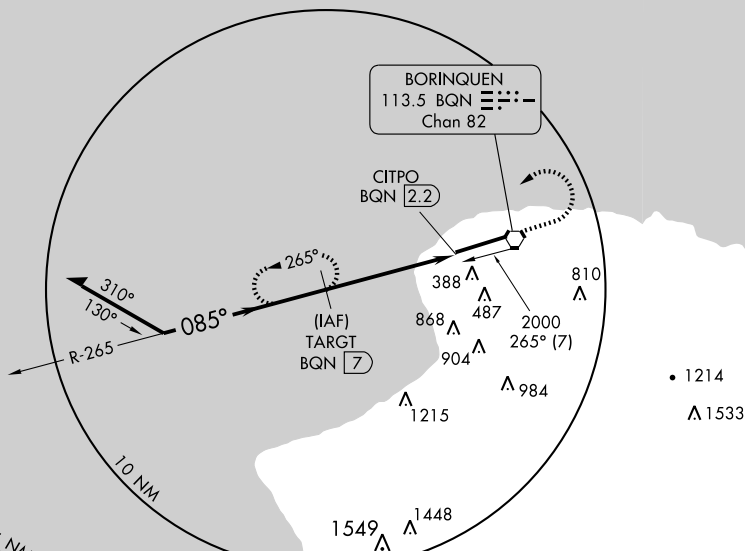 BORINQUEN
113.5 BQN
Chan 82
CITPO
BQN 2.2
265°
388
810
487
310°
130°
085°
(IAF)
TARGT
BQN 7
868
2000
265° (7)
R-265
904
984
1214
1215
1533
10 NM
1448
1549
NM